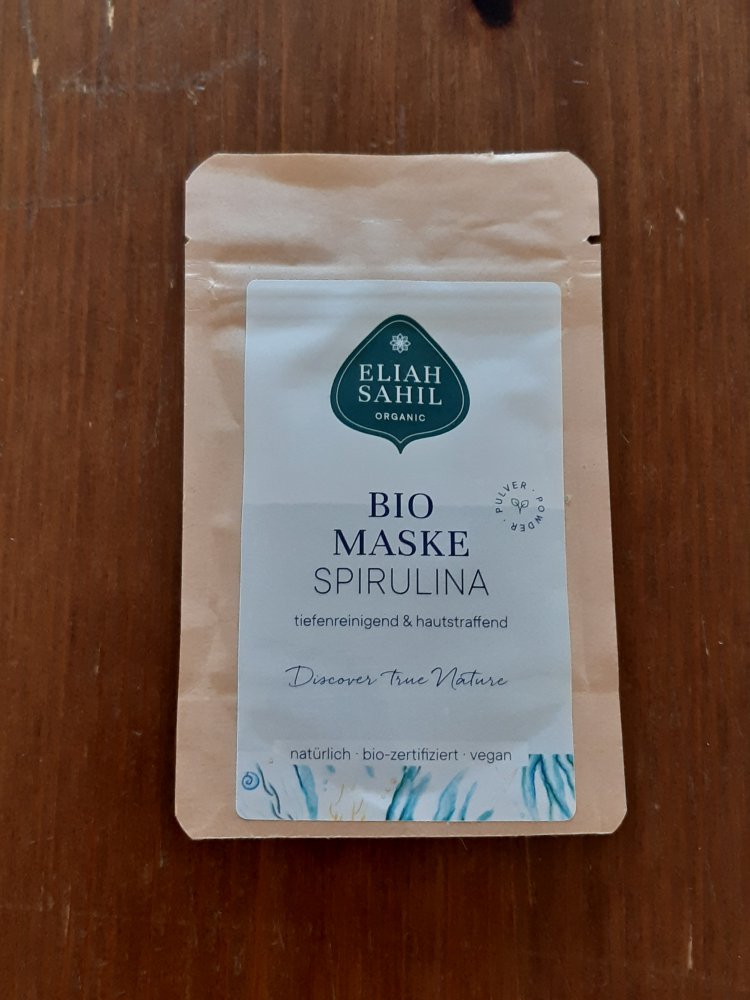 ELIAH
SAHIL
ORGANIC
BIO
MASKE
SPIRULINA
PULVER · POWDER ·
tiefenreinigend & hautstraffend
Discover True Nature
natürlich · bio-zertifiziert · vegan